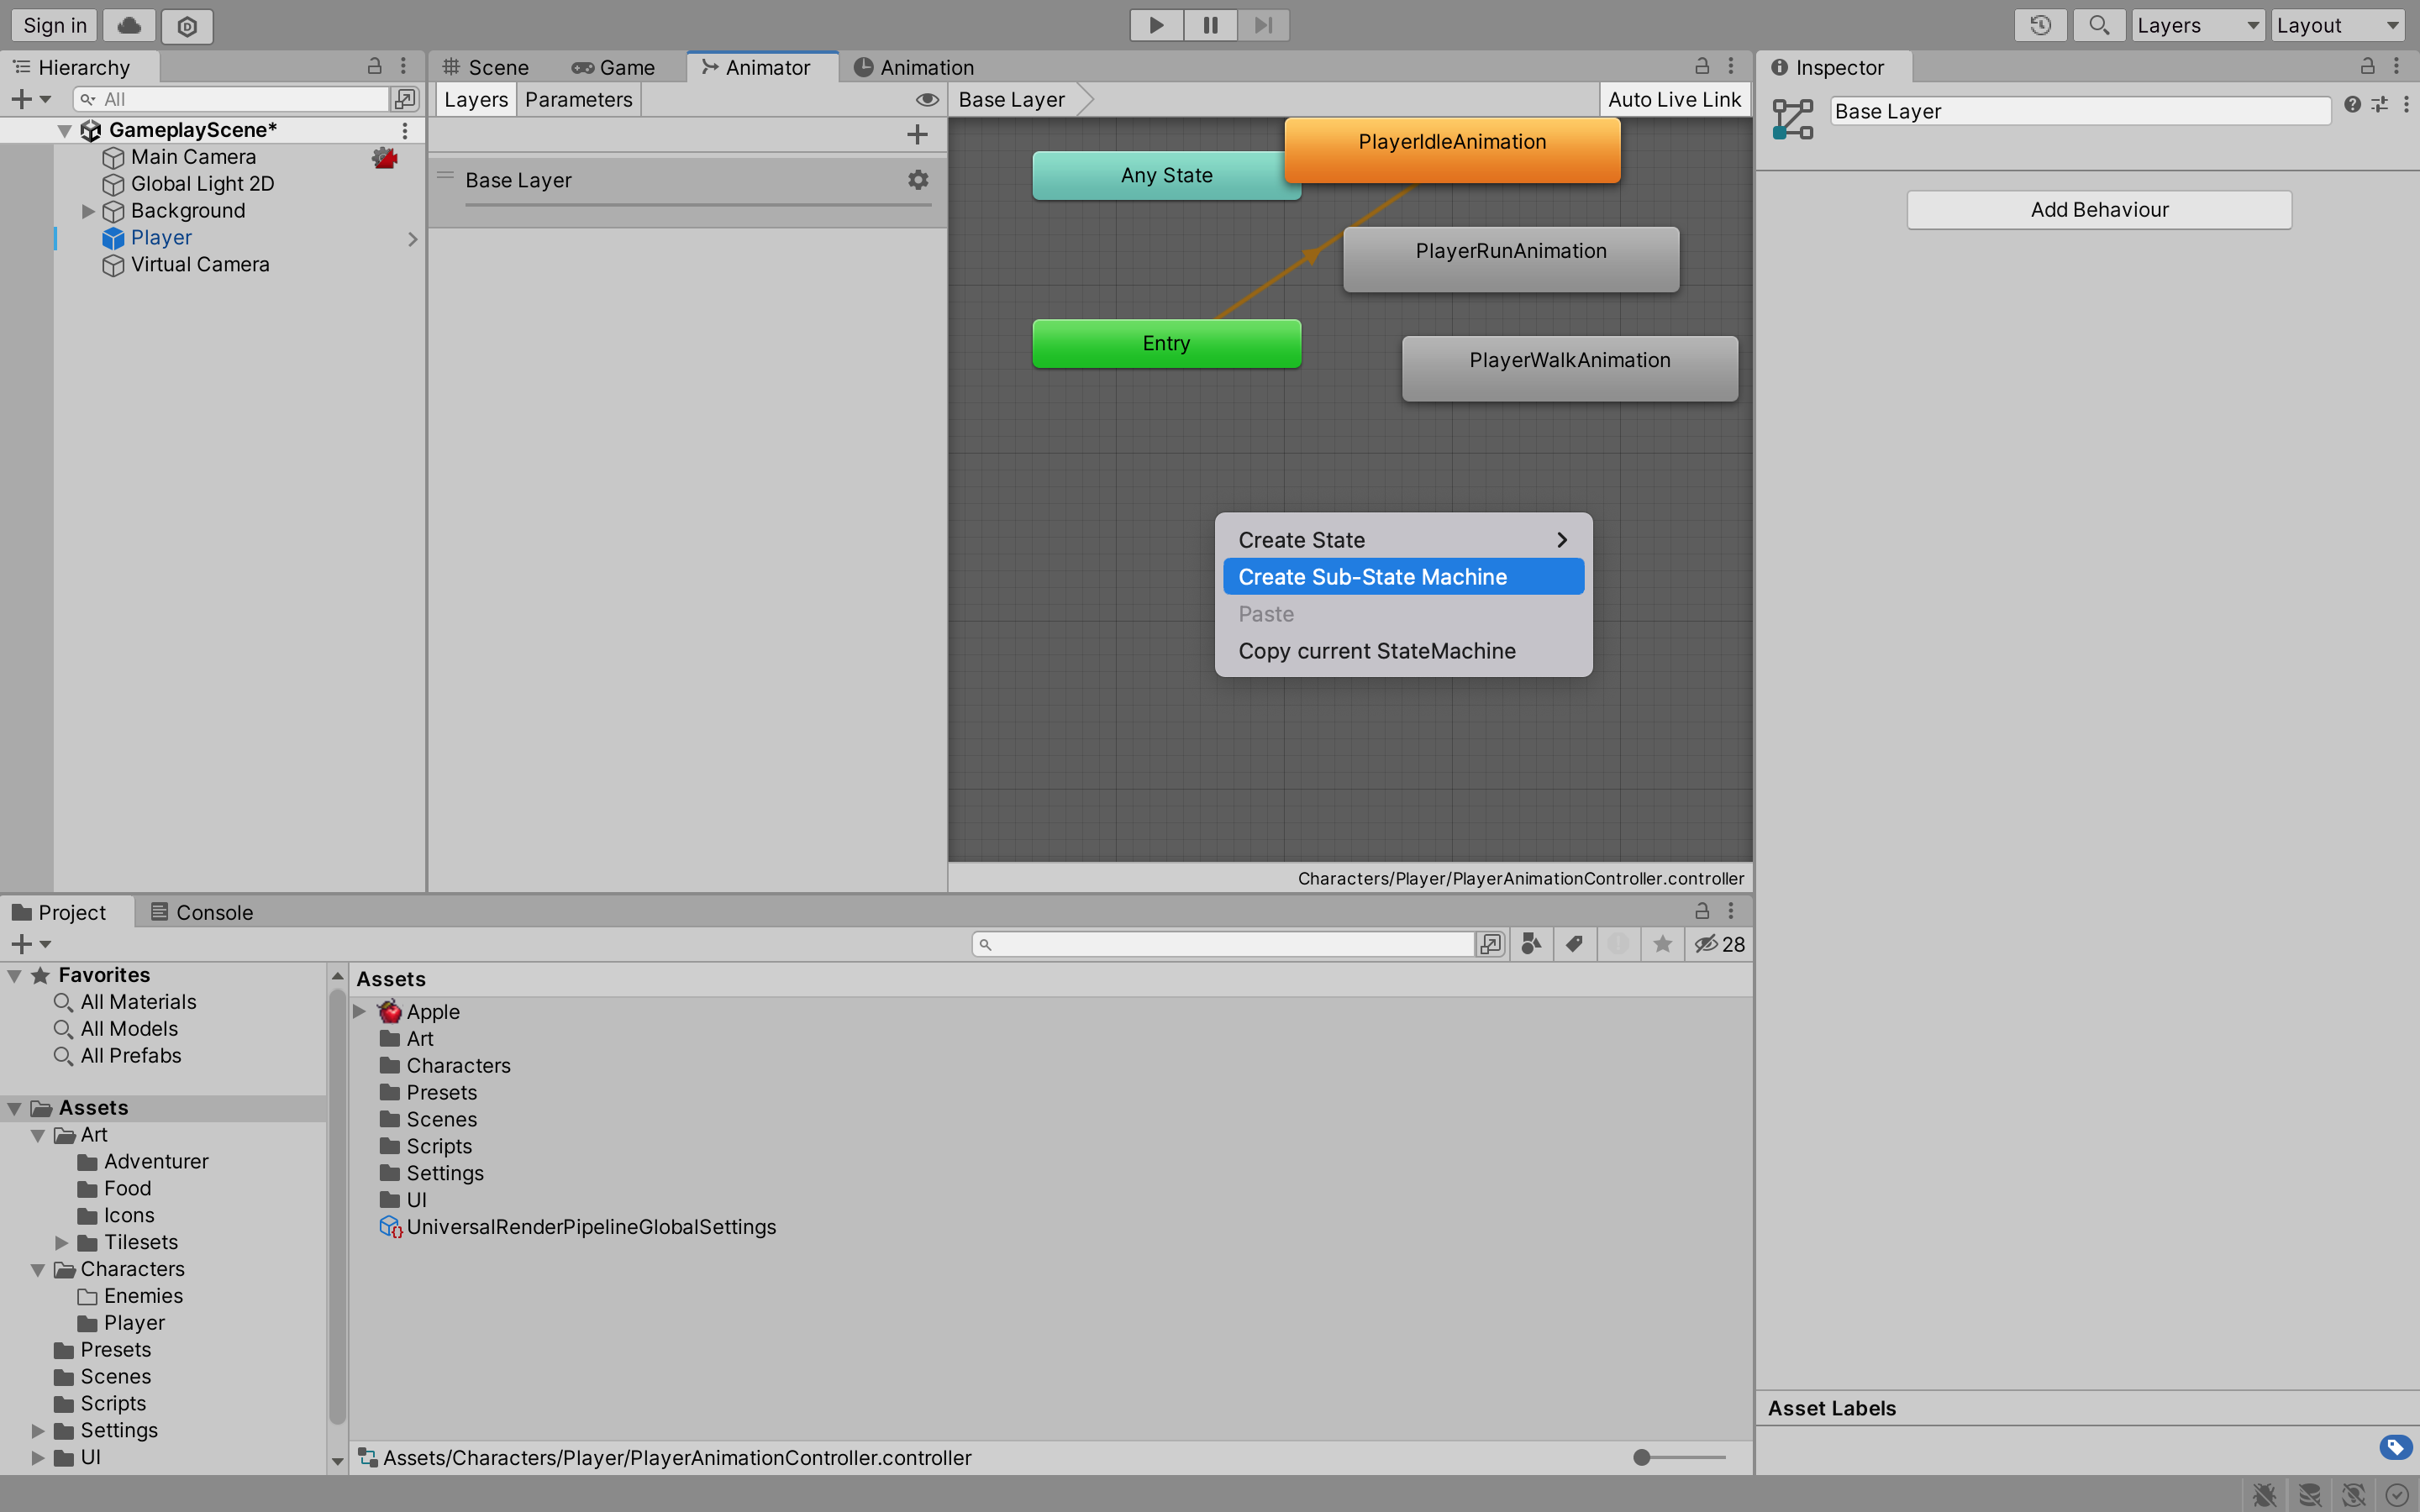 Sign in
Layers
Layout
Hierarchy
All
GameplayScene*
Main Camera
Global Light 2D
Background
Player
Virtual Camera
Scene
Game
Animator
Animation
Layers
Parameters
Base Layer
Auto Live Link
Base Layer
PlayerIdleAnimation
Any State
PlayerRunAnimation
Entry
PlayerWalkAnimation
Create State
Create Sub-State Machine
Paste
Copy current StateMachine
Characters/Player/PlayerAnimationController.controller
Inspector
Base Layer
Add Behaviour
Asset Labels
Project
Console
28
Favorites
All Materials
All Models
All Prefabs
Assets
Art
Adventurer
Food
Icons
Tilesets
Characters
Enemies
Player
Presets
Scenes
Scripts
Settings
UI
Assets
Apple
Art
Characters
Presets
Scenes
Scripts
Settings
UI
UniversalRenderPipelineGlobalSettings
Assets/Characters/Player/PlayerAnimationController.controller